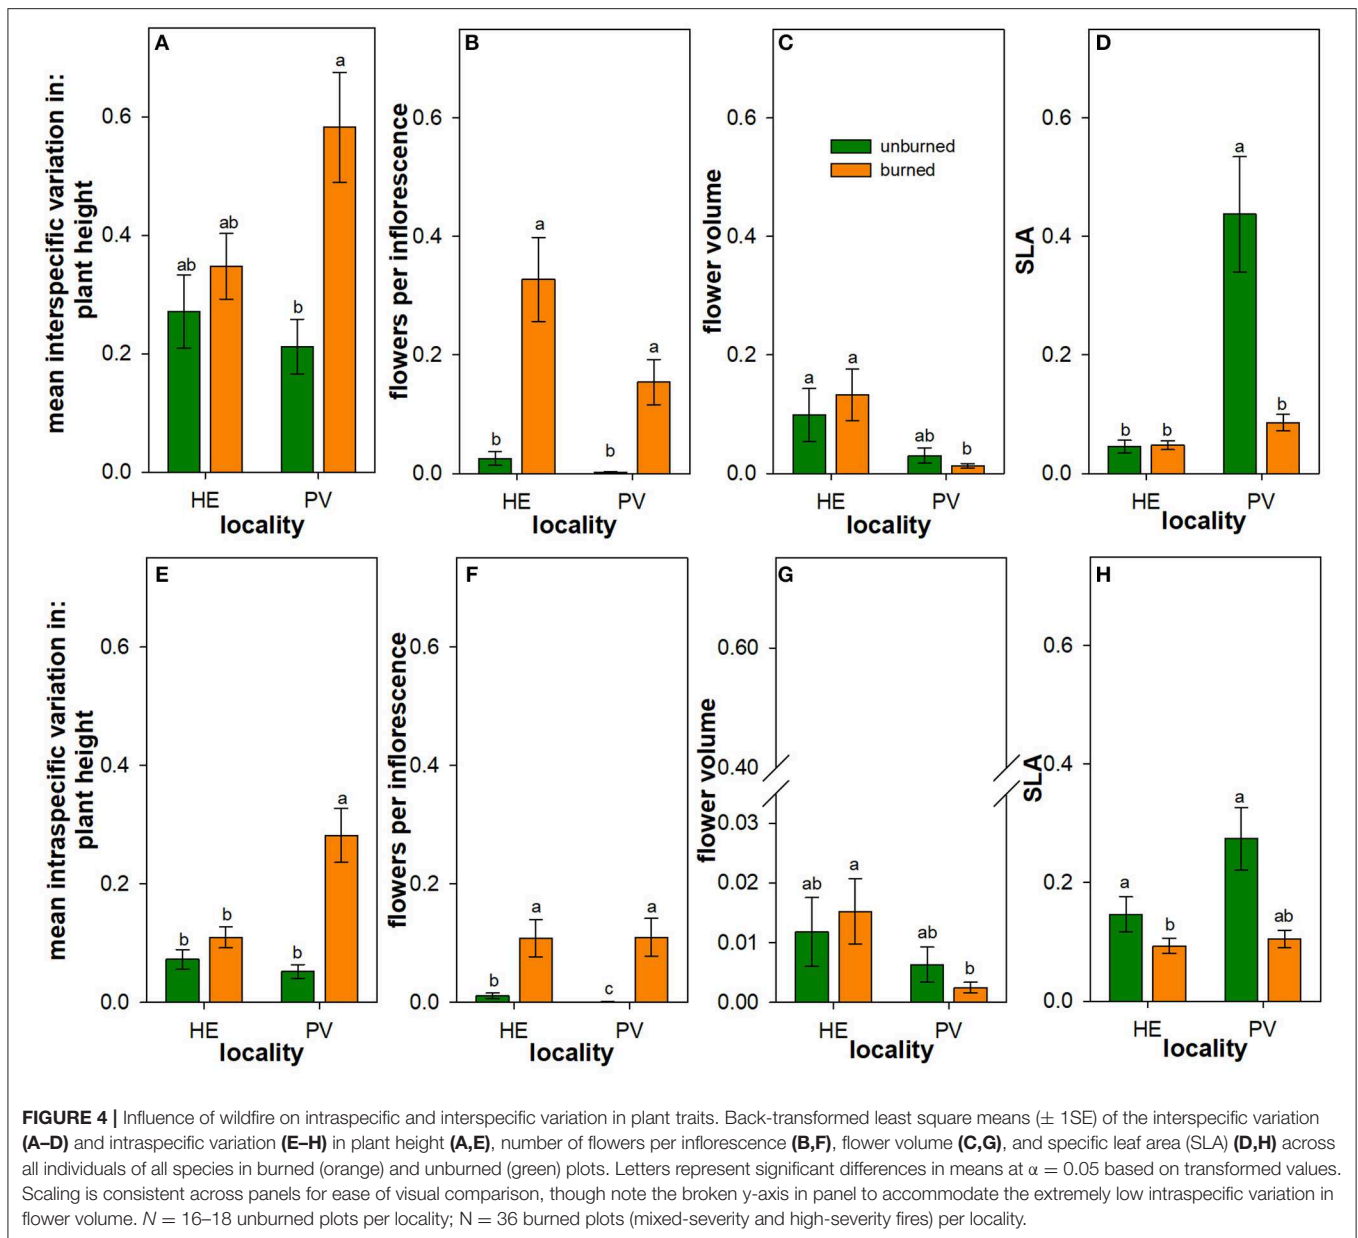 A
B
C
D
mean interspecific variation in:
plant height
0.6
0.4
0.2
0.0
ab
ab
b
a
HE
PV
locality
flowers per inflorescence
0.6
0.4
0.2
0.0
b
a
b
a
HE
PV
locality
flower volume
0.6
0.4
0.2
0.0
unburned
burned
a
a
ab
b
HE
PV
locality
SLA
0.6
0.4
0.2
0.0
b
b
a
b
HE
PV
locality
E
F
G
H
mean intraspecific variation in:
plant height
0.6
0.4
0.2
0.0
b
b
b
a
HE
PV
locality
flowers per inflorescence
0.6
0.4
0.2
0.0
b
a
c
a
HE
PV
locality
flower volume
0.60
0.40
0.03
0.02
0.01
0.00
ab
a
ab
b
HE
PV
locality
SLA
0.6
0.4
0.2
0.0
a
b
a
ab
HE
PV
locality
FIGURE 4 | Influence of wildfire on intraspecific and interspecific variation in plant traits. Back-transformed least square means (± 1SE) of the interspecific variation
(A–D) and intraspecific variation (E–H) in plant height (A,E), number of flowers per inflorescence (B,F), flower volume (C,G), and specific leaf area (SLA) (D,H) across
all individuals of all species in burned (orange) and unburned (green) plots. Letters represent significant differences in means at α = 0.05 based on transformed values.
Scaling is consistent across panels for ease of visual comparison, though note the broken y-axis in panel to accommodate the extremely low intraspecific variation in
flower volume. N = 16–18 unburned plots per locality; N = 36 burned plots (mixed-severity and high-severity fires) per locality.